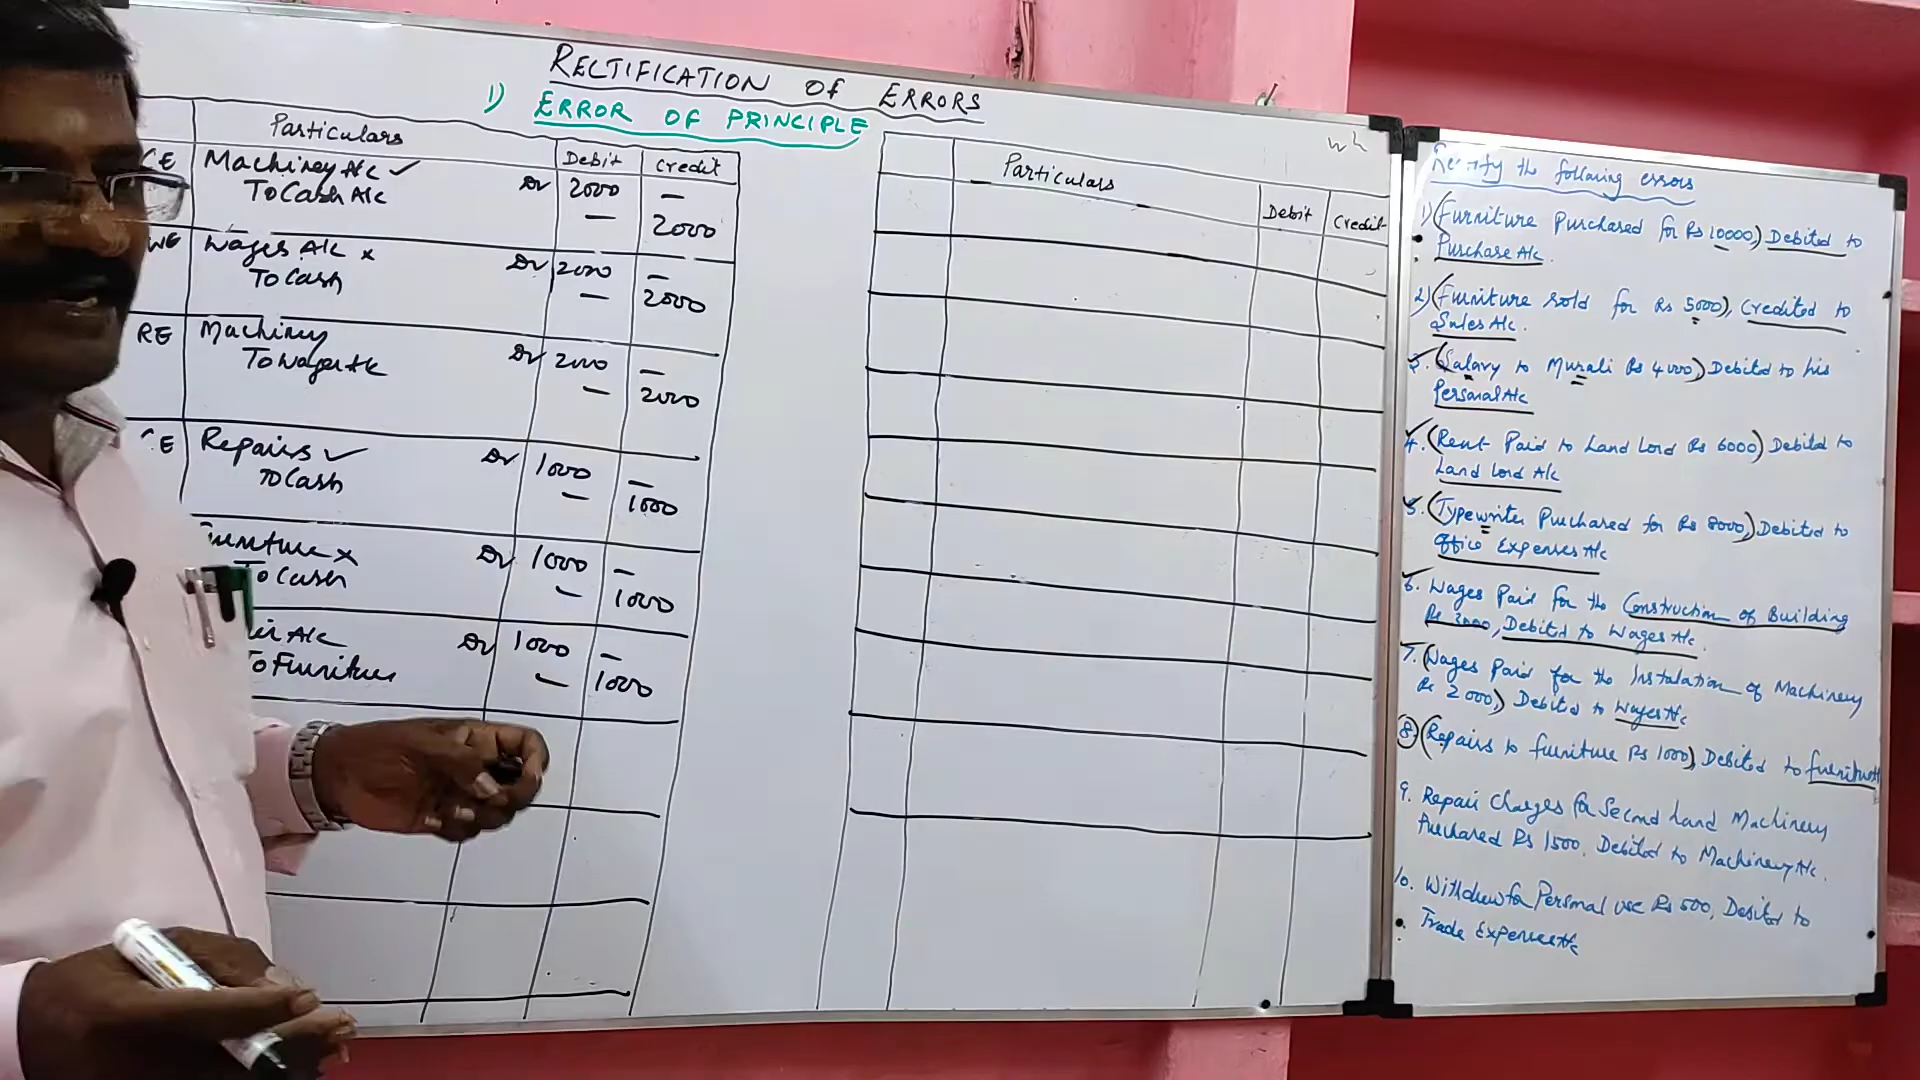 RECTIFICATION OF ERRORS
1) ERROR OF PRINCIPLE
Particulars Debit Credit
CE Machinery A/c ✓ Dr 2000 —
To Cash A/c — 2000
WE Wages A/c x Dr 2000 —
To Cash — 2000
RE Machinery Dr 2000 —
To Wages A/c — 2000
CE Repairs ✓ Dr 1000 —
To Cash — 1000
Furniture x Dr 1000 —
To Cash — 1000
A/c Dr 1000 —
To Furniture — 1000
Particulars Debit Credit
Rectify the following errors
1) (Furniture Purchased for Rs 10000,) Debited to
Purchase A/c.
2) (Furniture sold for Rs 5000), Credited to
Sales A/c.
3. (Salary to Murali Rs 4000) Debited to his
Personal A/c
4. (Rent Paid to Land Lord Rs 6000) Debited to
Land Lord A/c
5. (Typewriter Purchased for Rs 8000,) Debited to
Office Expenses A/c
6. Wages Paid for the Construction of Building
Rs 3000, Debited to Wages A/c.
7. (Wages Paid for the Instalation of Machinery
Rs 2000,) Debited to Wages A/c
8. (Repairs to furniture Rs 1000) Debited to furniture
9. Repair Charges for Second Land Machinery
Purchased Rs 1500. Debited to Machinery A/c.
10. Withdrew for Personal use Rs 500, Debited to
Trade Expenses A/c